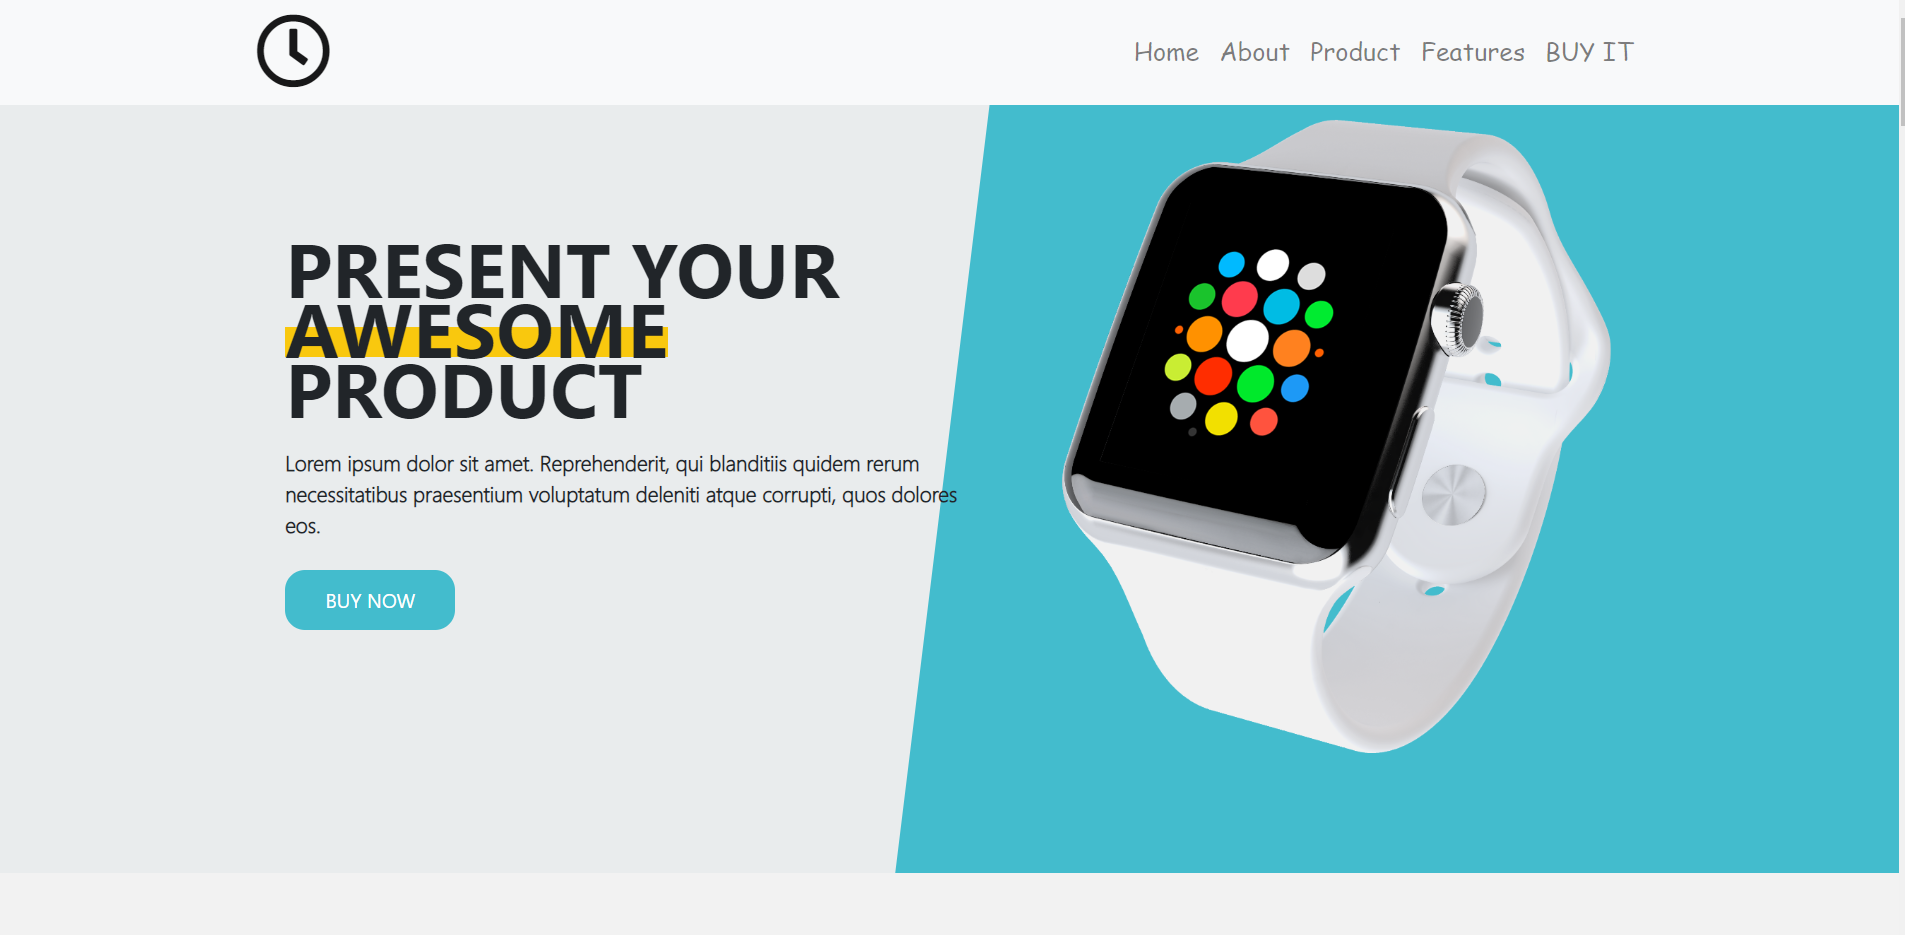 Home About Product Features BUY IT
PRESENT YOUR
AWESOME
PRODUCT
Lorem ipsum dolor sit amet. Reprehenderit, qui blanditiis quidem rerum
necessitatibus praesentium voluptatum deleniti atque corrupti, quos dolores
eos.
BUY NOW